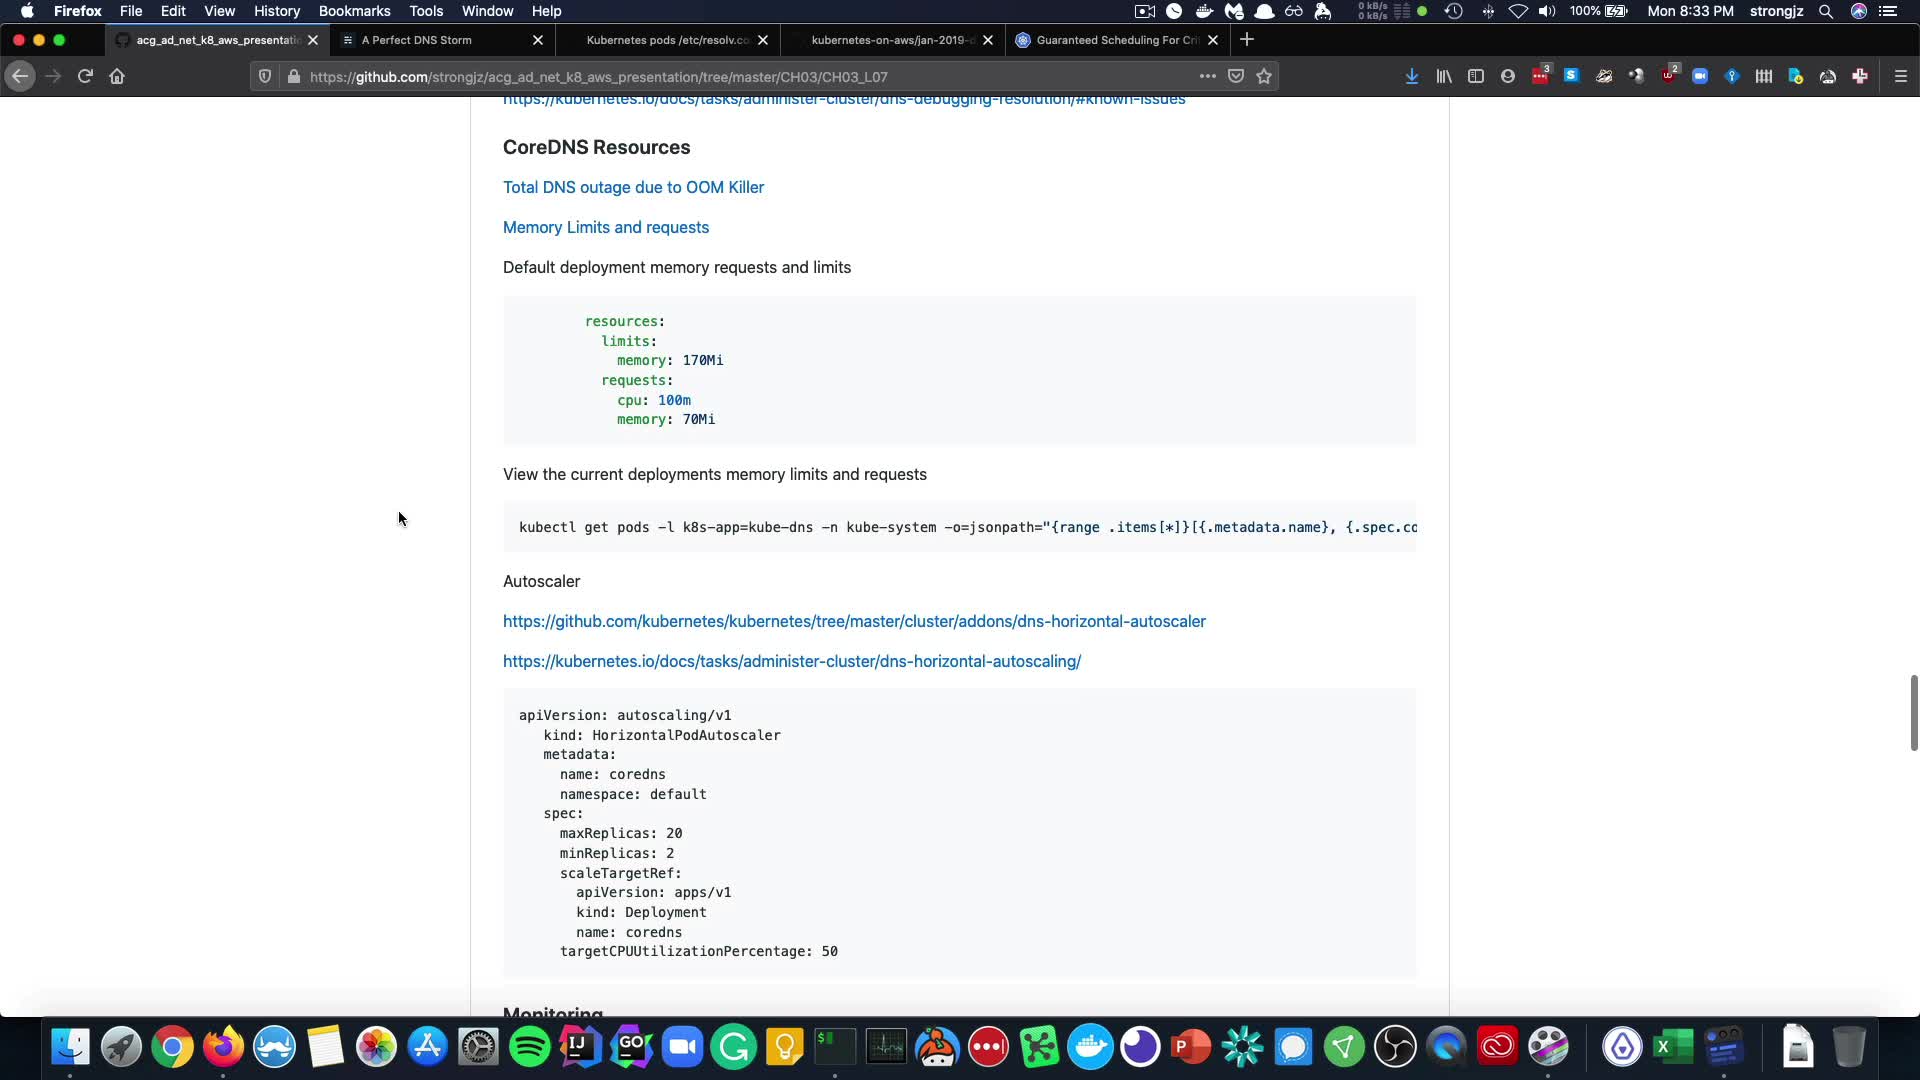 Firefox File Edit View History Bookmarks Tools Window Help 0 kB/s 0 kB/s 100% Mon 8:33 PM strongjz
acg_ad_net_k8_aws_presentatio A Perfect DNS Storm Kubernetes pods /etc/resolv.co kubernetes-on-aws/jan-2019-d Guaranteed Scheduling For Cri
https://github.com/strongjz/acg_ad_net_k8_aws_presentation/tree/master/CH03/CH03_L07
https://kubernetes.io/docs/tasks/administer-cluster/dns-debugging-resolution/#known-issues
CoreDNS Resources
Total DNS outage due to OOM Killer
Memory Limits and requests
Default deployment memory requests and limits
resources:
limits:
memory: 170Mi
requests:
cpu: 100m
memory: 70Mi
View the current deployments memory limits and requests
kubectl get pods -l k8s-app=kube-dns -n kube-system -o=jsonpath="{range .items[*]}[{.metadata.name}, {.spec.co
Autoscaler
https://github.com/kubernetes/kubernetes/tree/master/cluster/addons/dns-horizontal-autoscaler
https://kubernetes.io/docs/tasks/administer-cluster/dns-horizontal-autoscaling/
apiVersion: autoscaling/v1
kind: HorizontalPodAutoscaler
metadata:
name: coredns
namespace: default
spec:
maxReplicas: 20
minReplicas: 2
scaleTargetRef:
apiVersion: apps/v1
kind: Deployment
name: coredns
targetCPUUtilizationPercentage: 50
Monitoring